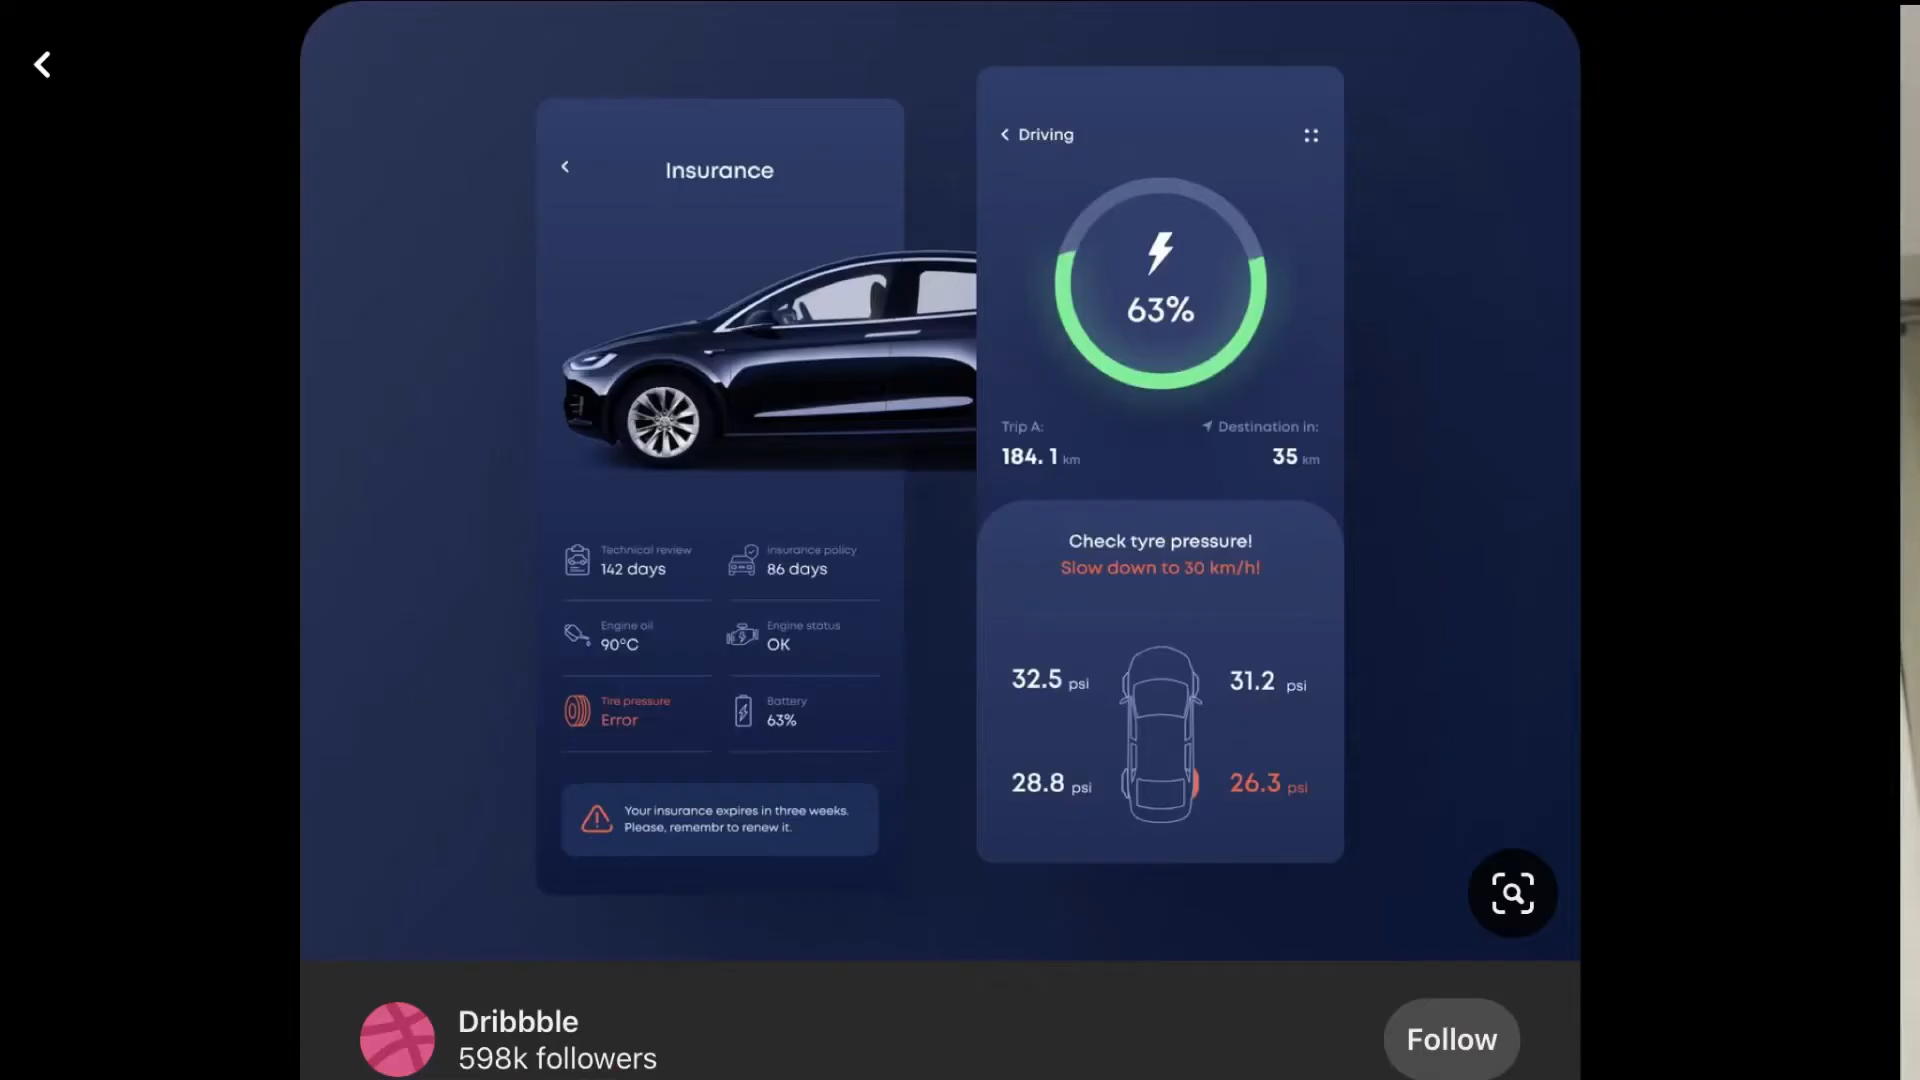 Insurance
Technical review
142 days
Insurance policy
86 days
Engine oil
90°C
Engine status
OK
Tire pressure
Error
Battery
63%
Your insurance expires in three weeks.
Please, remembr to renew it.
Driving
63%
Trip A:
184. 1 km
Destination in:
35 km
Check tyre pressure!
Slow down to 30 km/h!
32.5 psi
31.2 psi
28.8 psi
26.3 psi
Dribbble
598k followers
Follow